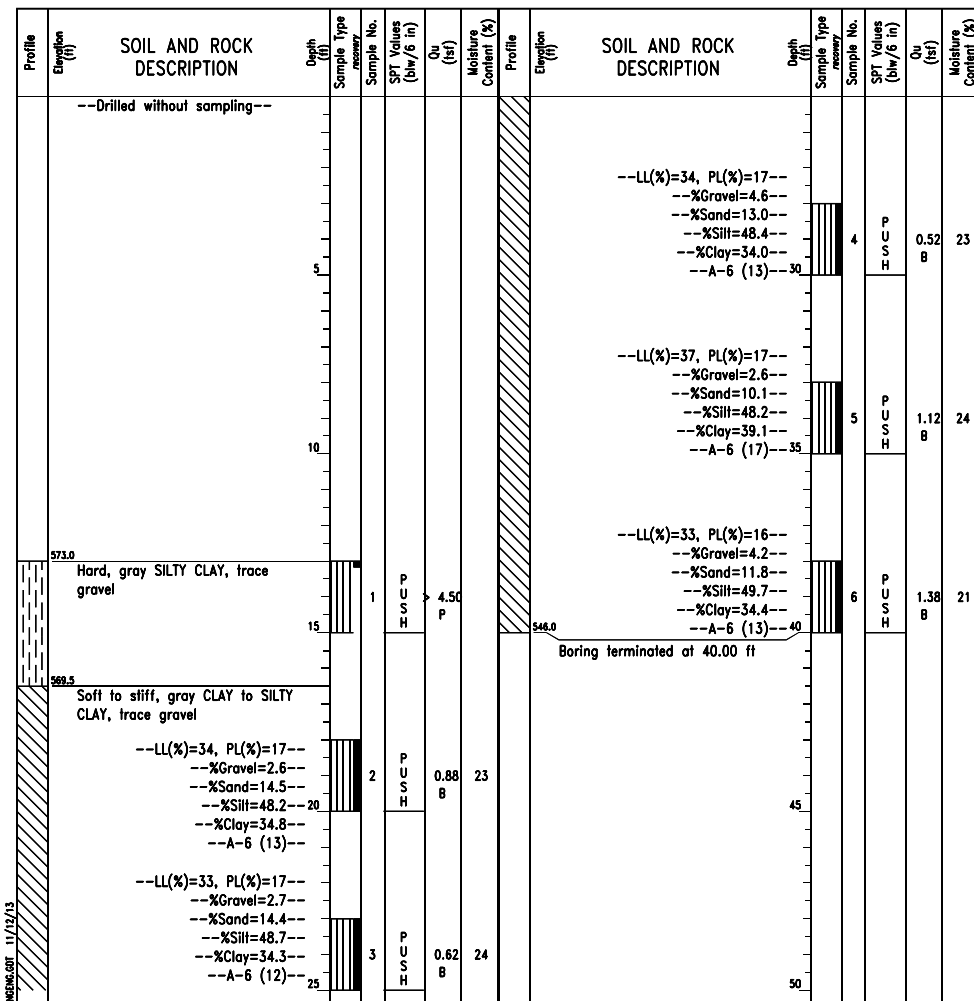 Profile
Elevation
(ft)
SOIL AND ROCK
DESCRIPTION
Depth
(ft)
Sample Type
recovery
Sample No.
SPT Values
(blw/6 in)
Qu
(tsf)
Moisture
Content (%)
--Drilled without sampling--
5
10
573.0
Hard, gray SILTY CLAY, trace
gravel
1
PUSH
> 4.50
P
15
569.5
Soft to stiff, gray CLAY to SILTY
CLAY, trace gravel
--LL(%)=34, PL(%)=17--
--%Gravel=2.6--
--%Sand=14.5--
--%Silt=48.2--
20
--%Clay=34.8--
--A-6 (13)--
2
PUSH
0.88
B
23
--LL(%)=33, PL(%)=17--
--%Gravel=2.7--
--%Sand=14.4--
--%Silt=48.7--
--%Clay=34.3--
--A-6 (12)--
25
3
PUSH
0.62
B
24
Profile
Elevation
(ft)
SOIL AND ROCK
DESCRIPTION
Depth
(ft)
Sample Type
recovery
Sample No.
SPT Values
(blw/6 in)
Qu
(tsf)
Moisture
Content (%)
--LL(%)=34, PL(%)=17--
--%Gravel=4.6--
--%Sand=13.0--
--%Silt=48.4--
--%Clay=34.0--
--A-6 (13)--
30
4
PUSH
0.52
B
23
--LL(%)=37, PL(%)=17--
--%Gravel=2.6--
--%Sand=10.1--
--%Silt=48.2--
--%Clay=39.1--
--A-6 (17)--
35
5
PUSH
1.12
B
24
--LL(%)=33, PL(%)=16--
--%Gravel=4.2--
--%Sand=11.8--
--%Silt=49.7--
--%Clay=34.4--
--A-6 (13)--
40
6
PUSH
1.38
B
21
546.0
Boring terminated at 40.00 ft
45
50
11/12/13